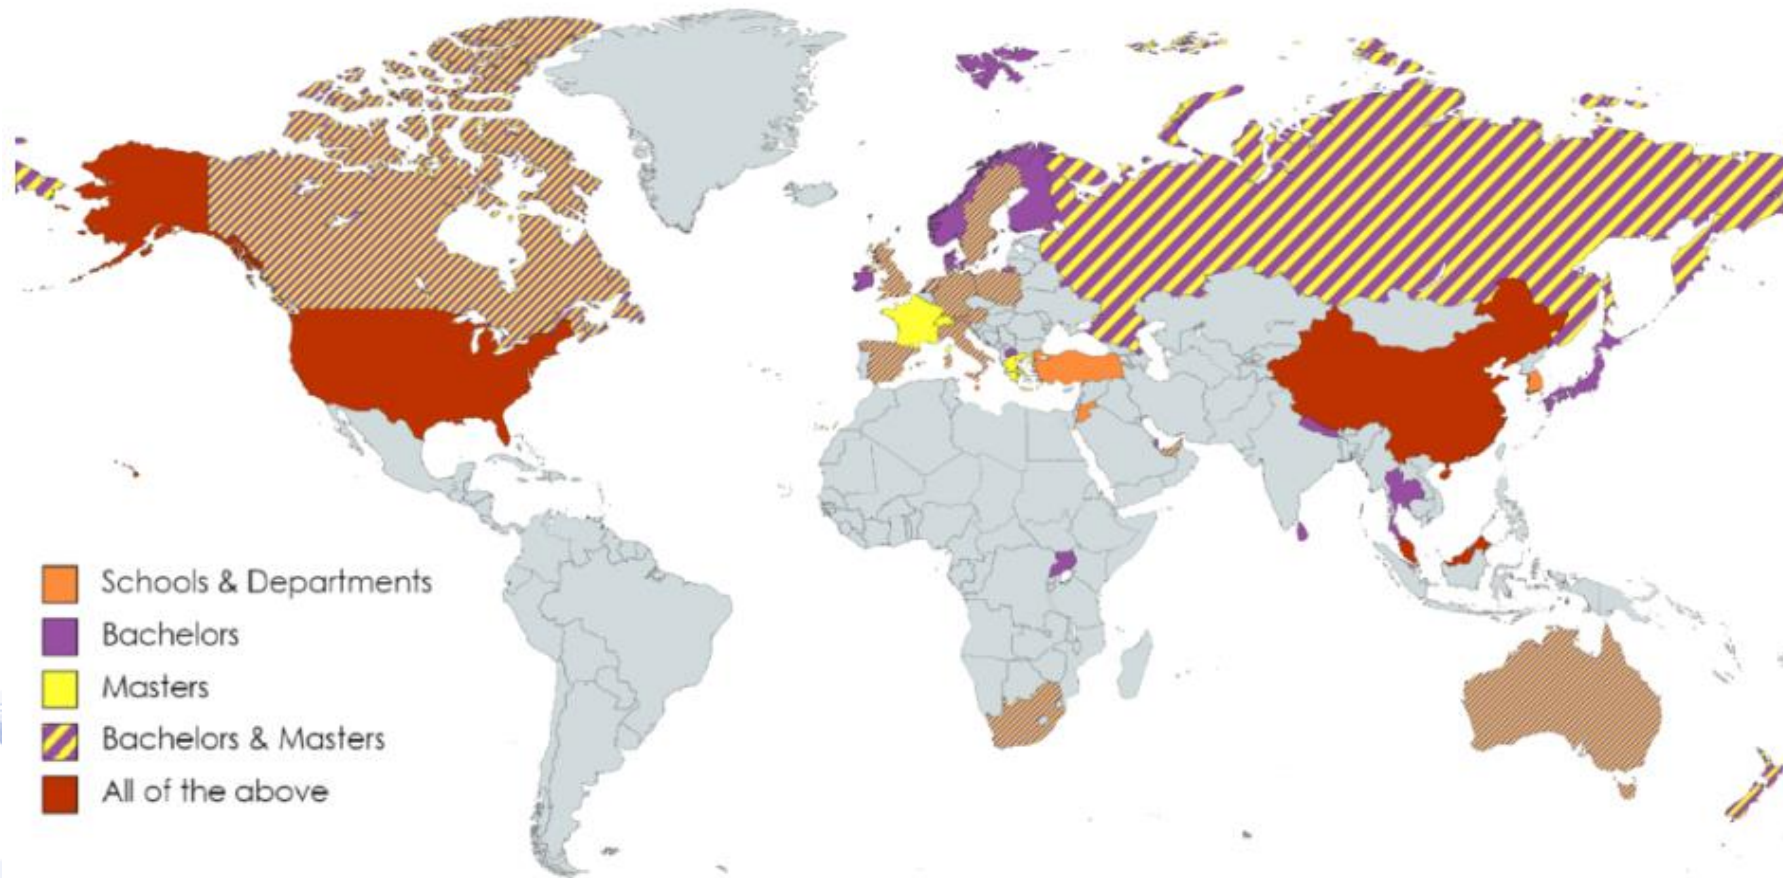 Schools & Departments
Bachelors
Masters
Bachelors & Masters
All of the above